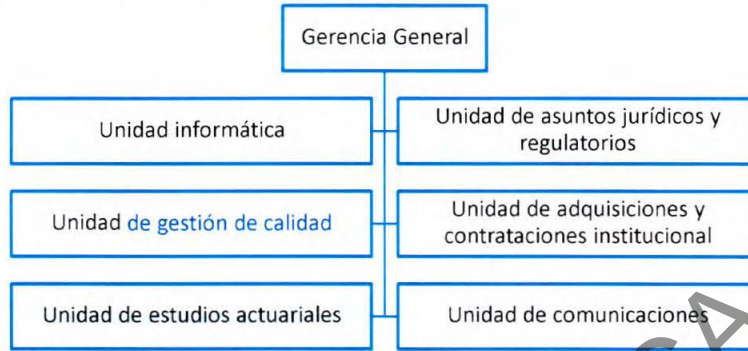 Gerencia General
Unidad informática
Unidad de asuntos jurídicos y
regulatorios
Unidad de gestión de calidad
Unidad de adquisiciones y
contrataciones institucional
Unidad de estudios actuariales
Unidad de comunicaciones
CA